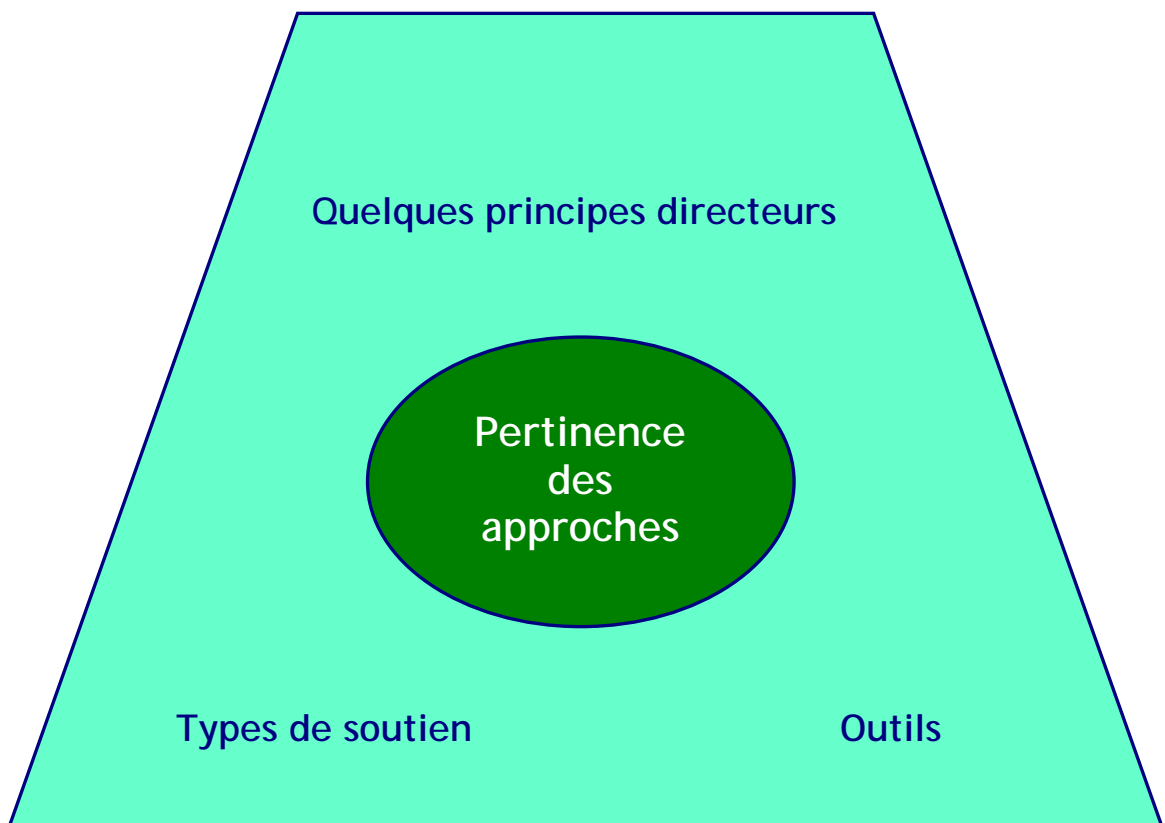 Quelques principes directeurs
Pertinence
des
approches
Types de soutien
Outils